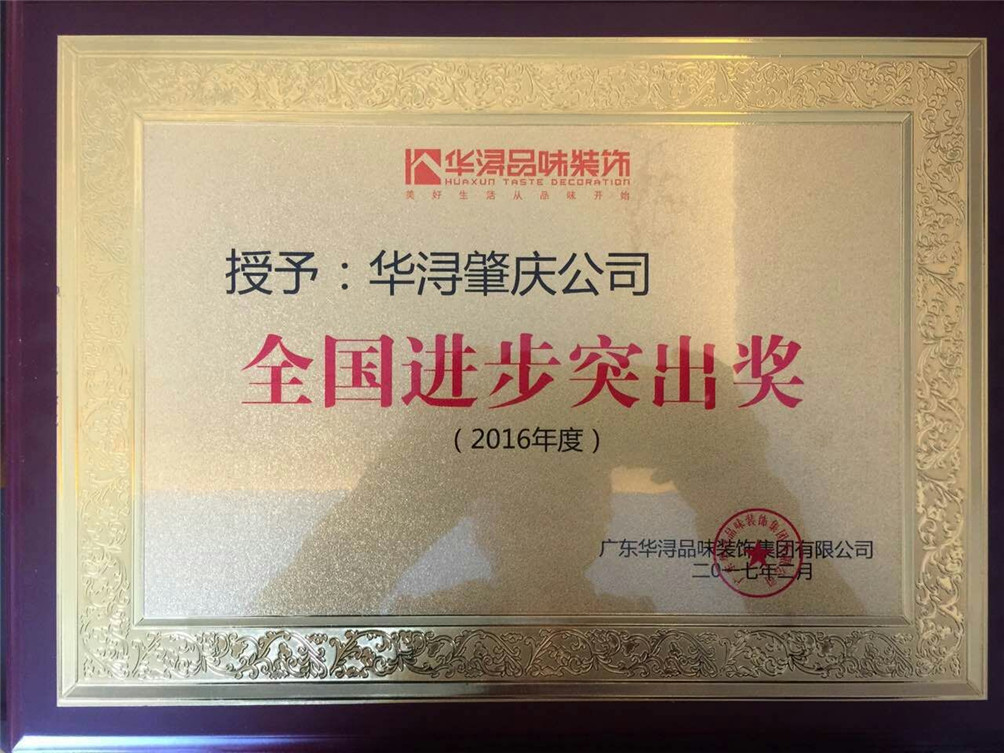 华浔品味装饰
HUAXUN TASTE DECORATION
美好生活从品味开始
授予：华浔肇庆公司
全国进步突出奖
（2016年度）
广东华浔品味装饰集团有限公司
二0一七年二月